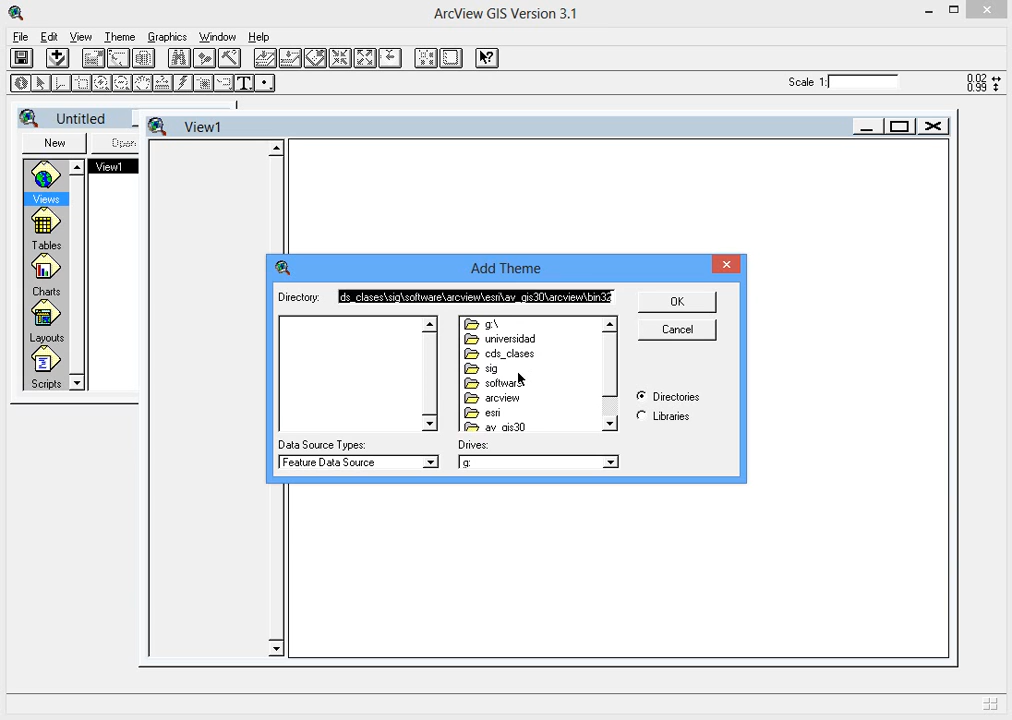 ArcView GIS Version 3.1
File Edit View Theme Graphics Window Help
Scale 1:
0.02
0.99
Untitled
New Open
View1
Views
Tables
Charts
Layouts
Scripts
View1
Add Theme
Directory: ds_clases\sig\software\arcview\esri\av_gis30\arcview\bin32
OK
Cancel
g:\
universidad
cds_clases
sig
software
arcview
esri
av_gis30
Directories
Libraries
Data Source Types:
Feature Data Source
Drives:
g: